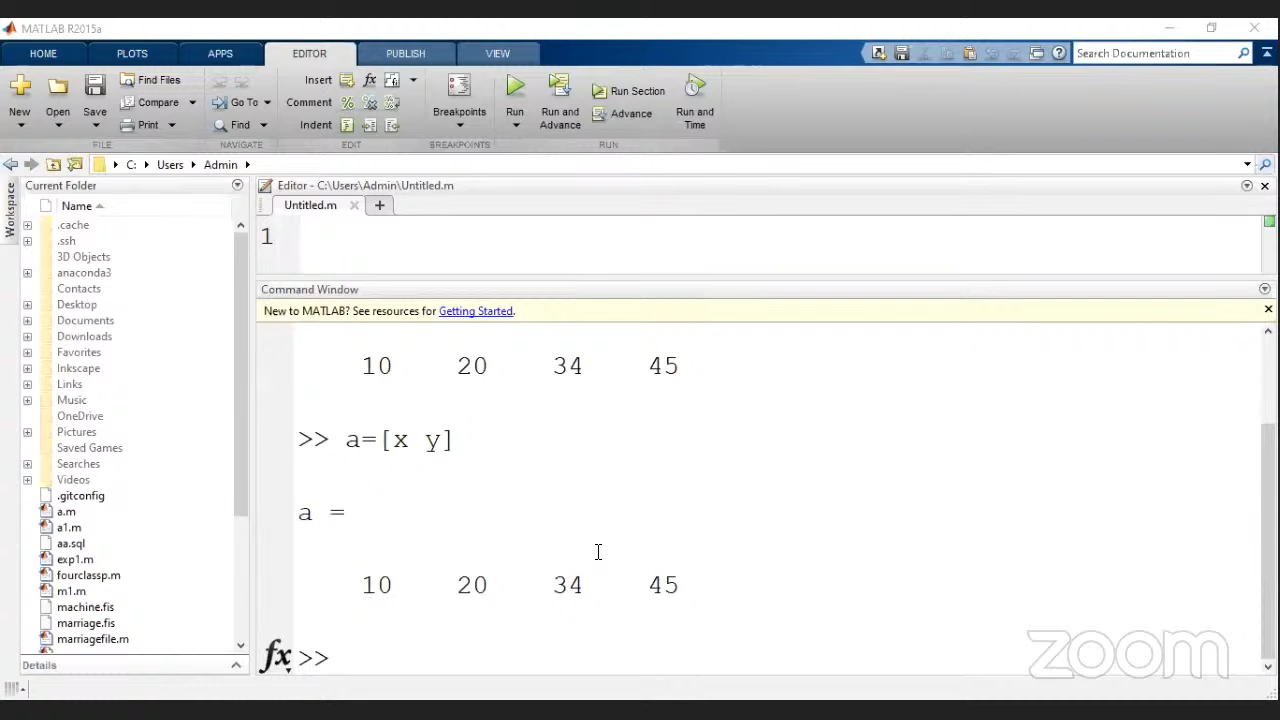 MATLAB R2015a
HOME PLOTS APPS EDITOR PUBLISH VIEW Search Documentation
New Open Save Find Files Compare Print Go To Find Insert Comment Indent Breakpoints Run Run and Advance Run Section Advance Run and Time
FILE NAVIGATE EDIT BREAKPOINTS RUN
C: Users Admin
Workspace
Current Folder
Name
.cache
.ssh
3D Objects
anaconda3
Contacts
Desktop
Documents
Downloads
Favorites
Inkscape
Links
Music
OneDrive
Pictures
Saved Games
Searches
Videos
.gitconfig
a.m
a1.m
aa.sql
exp1.m
fourclassp.m
m1.m
machine.fis
marriage.fis
marriagefile.m
Details
Editor - C:\Users\Admin\Untitled.m
Untitled.m
1
Command Window
New to MATLAB? See resources for Getting Started.
10 20 34 45
>> a=[x y]
a =
10 20 34 45
fx >>
zoom